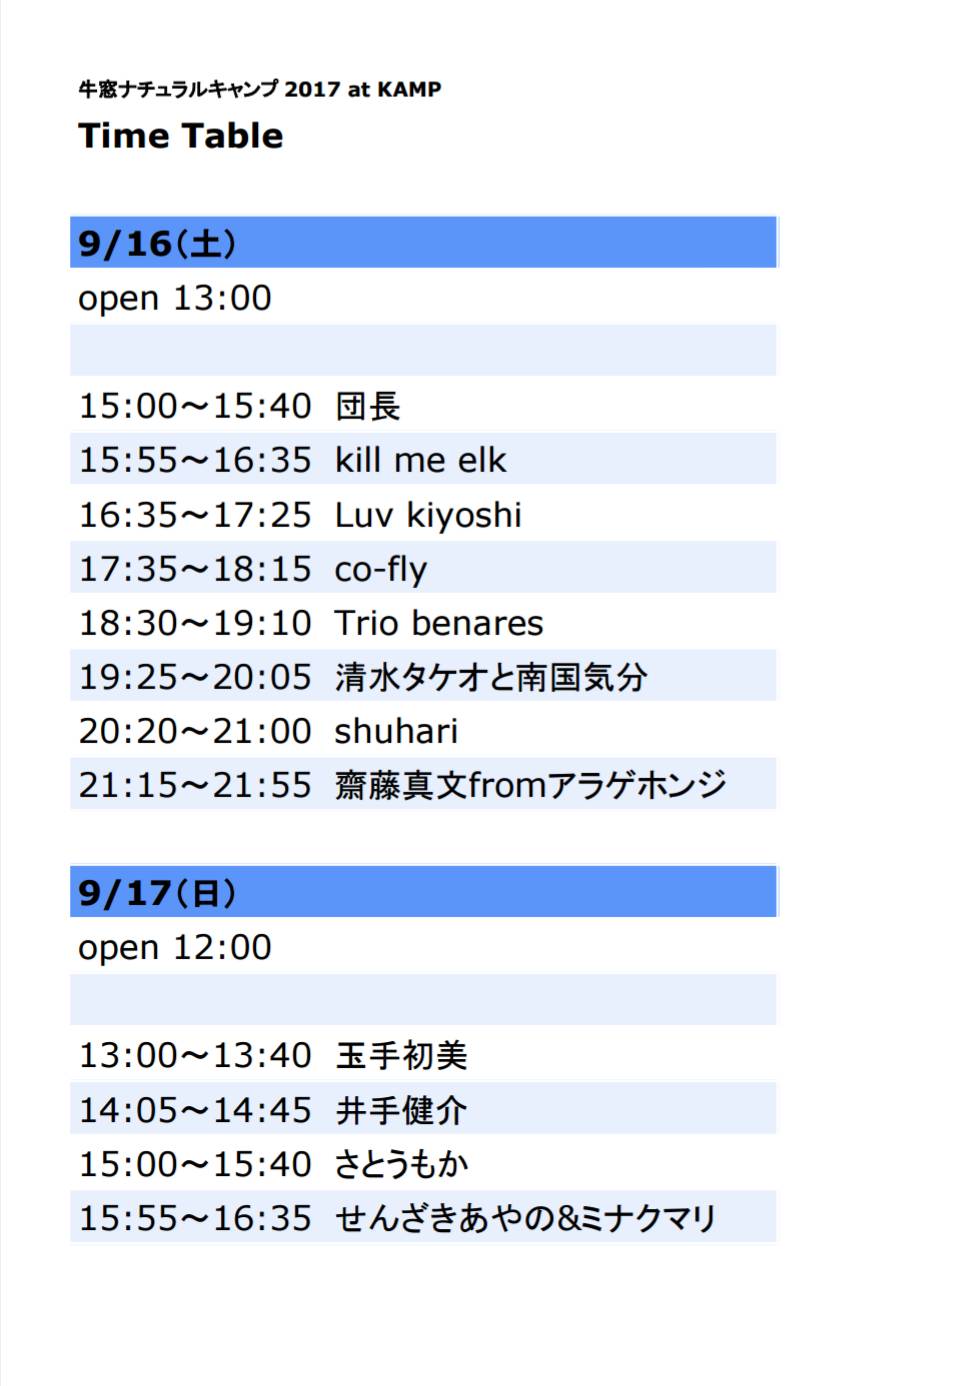 牛窓ナチュラルキャンプ 2017 at KAMP
Time Table
9/16(土)
open 13:00
15:00～15:40 団長
15:55～16:35 kill me elk
16:35～17:25 Luv kiyoshi
17:35～18:15 co-fly
18:30～19:10 Trio benares
19:25～20:05 清水タケオと南国気分
20:20～21:00 shuhari
21:15～21:55 齋藤真文fromアラゲホンジ
9/17(日)
open 12:00
13:00～13:40 玉手初美
14:05～14:45 井手健介
15:00～15:40 さとうもか
15:55～16:35 せんざきあやの&ミナクマリ